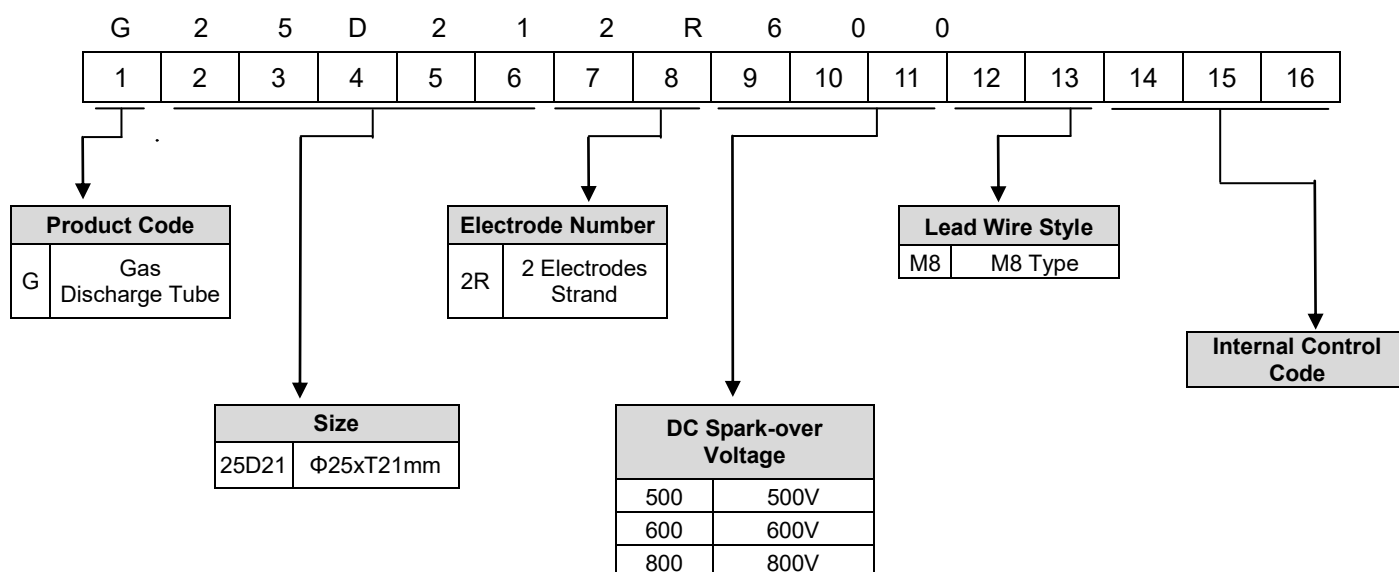 G 2 5 D 2 1 2 R 6 0 0
1 2 3 4 5 6 7 8 9 10 11 12 13 14 15 16
.
Product Code
G Gas
Discharge Tube
Size
25D21 Φ25xT21mm
Electrode Number
2R 2 Electrodes
Strand
DC Spark-over
Voltage
500 500V
600 600V
800 800V
Lead Wire Style
M8 M8 Type
Internal Control
Code